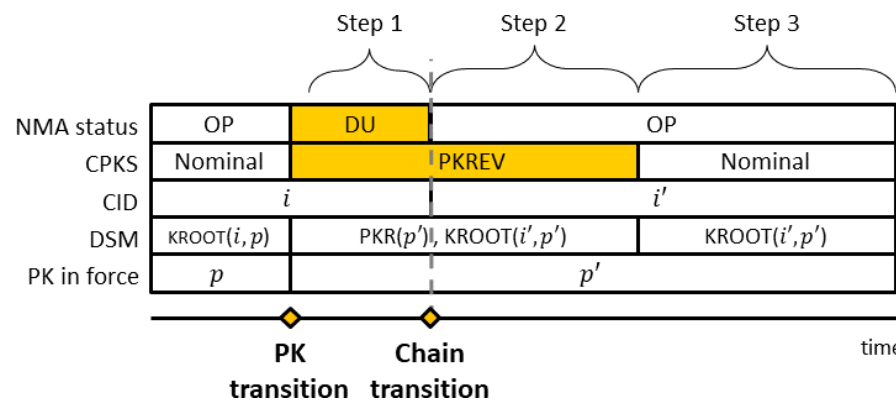 Step 1 Step 2 Step 3
NMA status OP DU OP
CPKS Nominal PKREV Nominal
CID i i′
DSM KROOT(i, p) PKR(p′), KROOT(i′,p′) KROOT(i′,p′)
PK in force p p′
time
PK Chain
transition transition